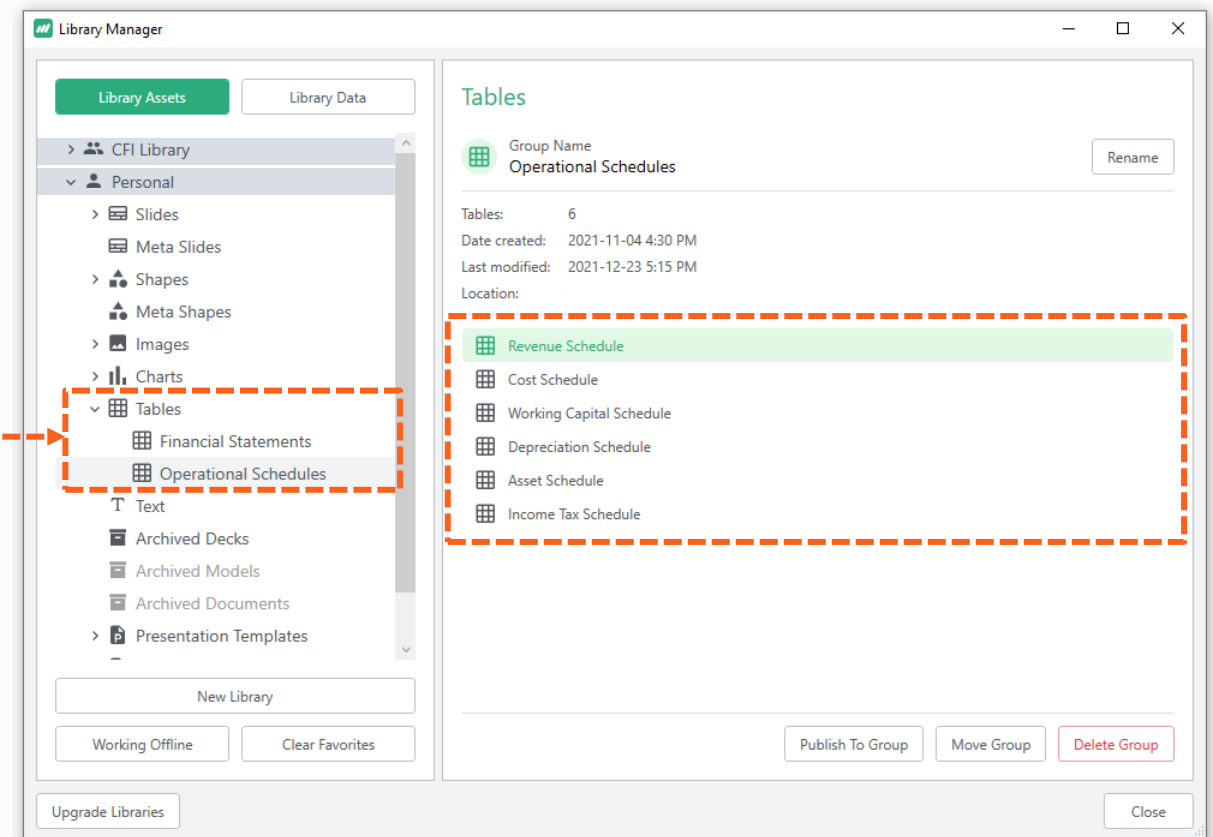 Library Manager
Library Assets
Library Data
CFI Library
Personal
Slides
Meta Slides
Shapes
Meta Shapes
Images
Charts
Tables
Financial Statements
Operational Schedules
Text
Archived Decks
Archived Models
Archived Documents
Presentation Templates
New Library
Working Offline
Clear Favorites
Upgrade Libraries
Tables
Group Name
Operational Schedules
Rename
Tables: 6
Date created: 2021-11-04 4:30 PM
Last modified: 2021-12-23 5:15 PM
Location:
Revenue Schedule
Cost Schedule
Working Capital Schedule
Depreciation Schedule
Asset Schedule
Income Tax Schedule
Publish To Group
Move Group
Delete Group
Close